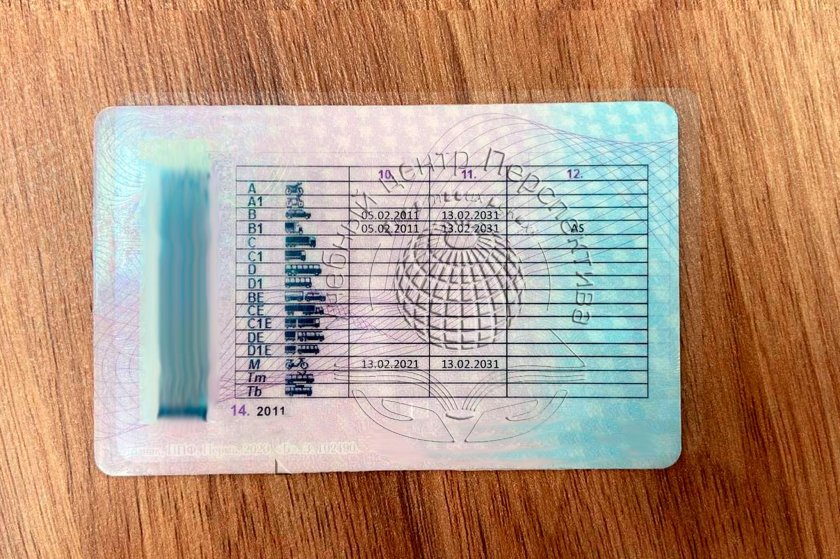 10. 11. 12.
A
A1
B 05.02.2011 13.02.2031
B1 05.02.2011 13.02.2031 AS
C
C1
D
D1
BE
CE
C1E
DE
D1E
M 13.02.2021 13.02.2031
Tm
Tb
14. 2011
Учебный центр Перспектива